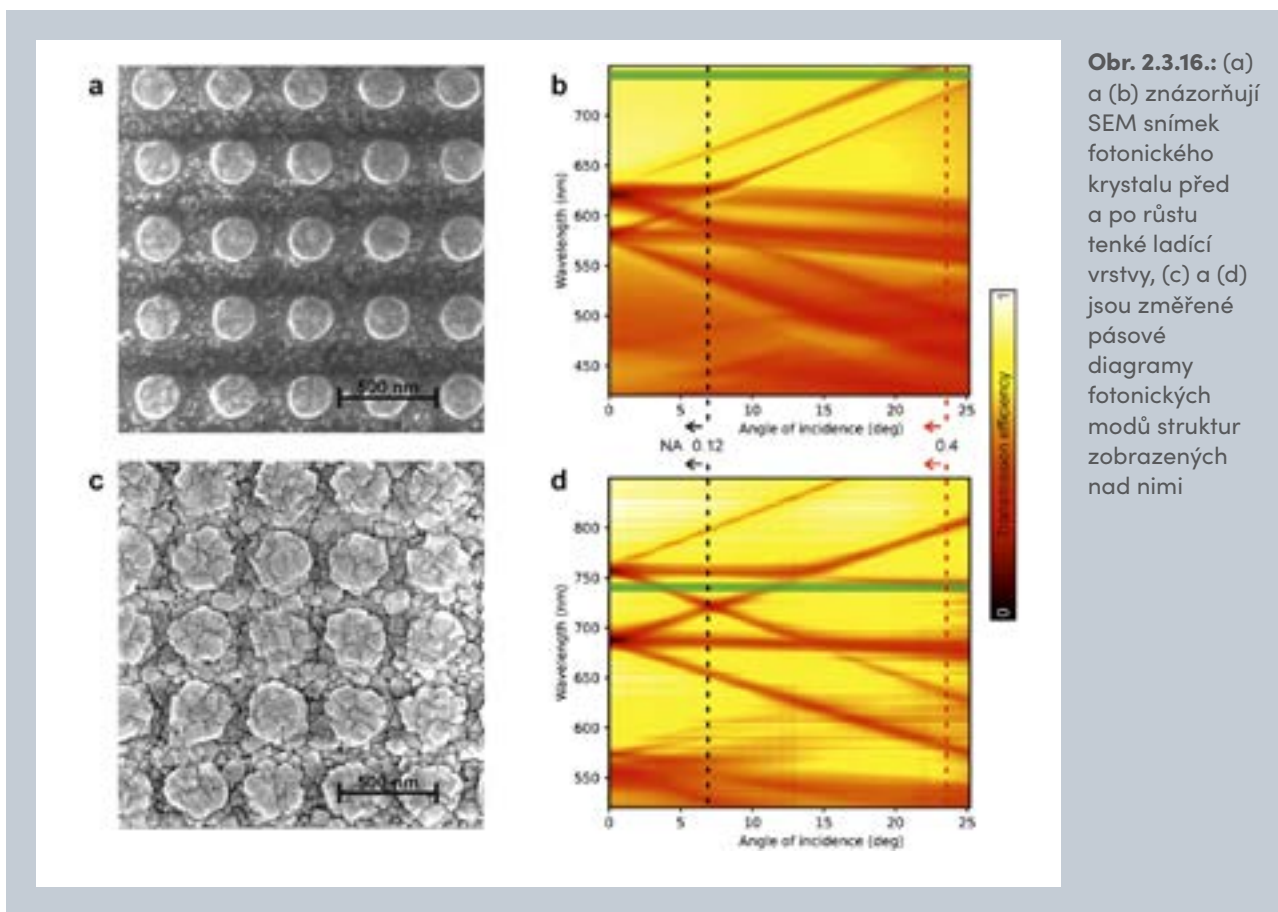 a
500 nm
b
700
650
600
550
500
450
Wavelength (nm)
0 5 10 15 20 25
Angle of incidence (deg)
NA 0.12
0.4
c
500 nm
d
800
750
700
650
600
550
Wavelength (nm)
0 5 10 15 20 25
Angle of incidence (deg)
1
Transmission efficiency
0
Obr. 2.3.16.: (a)
a (b) znázorňují
SEM snímek
fotonického
krystalu před
a po růstu
tenké ladící
vrstvy, (c) a (d)
jsou změřené
pásové
diagramy
fotonických
modů struktur
zobrazených
nad nimi